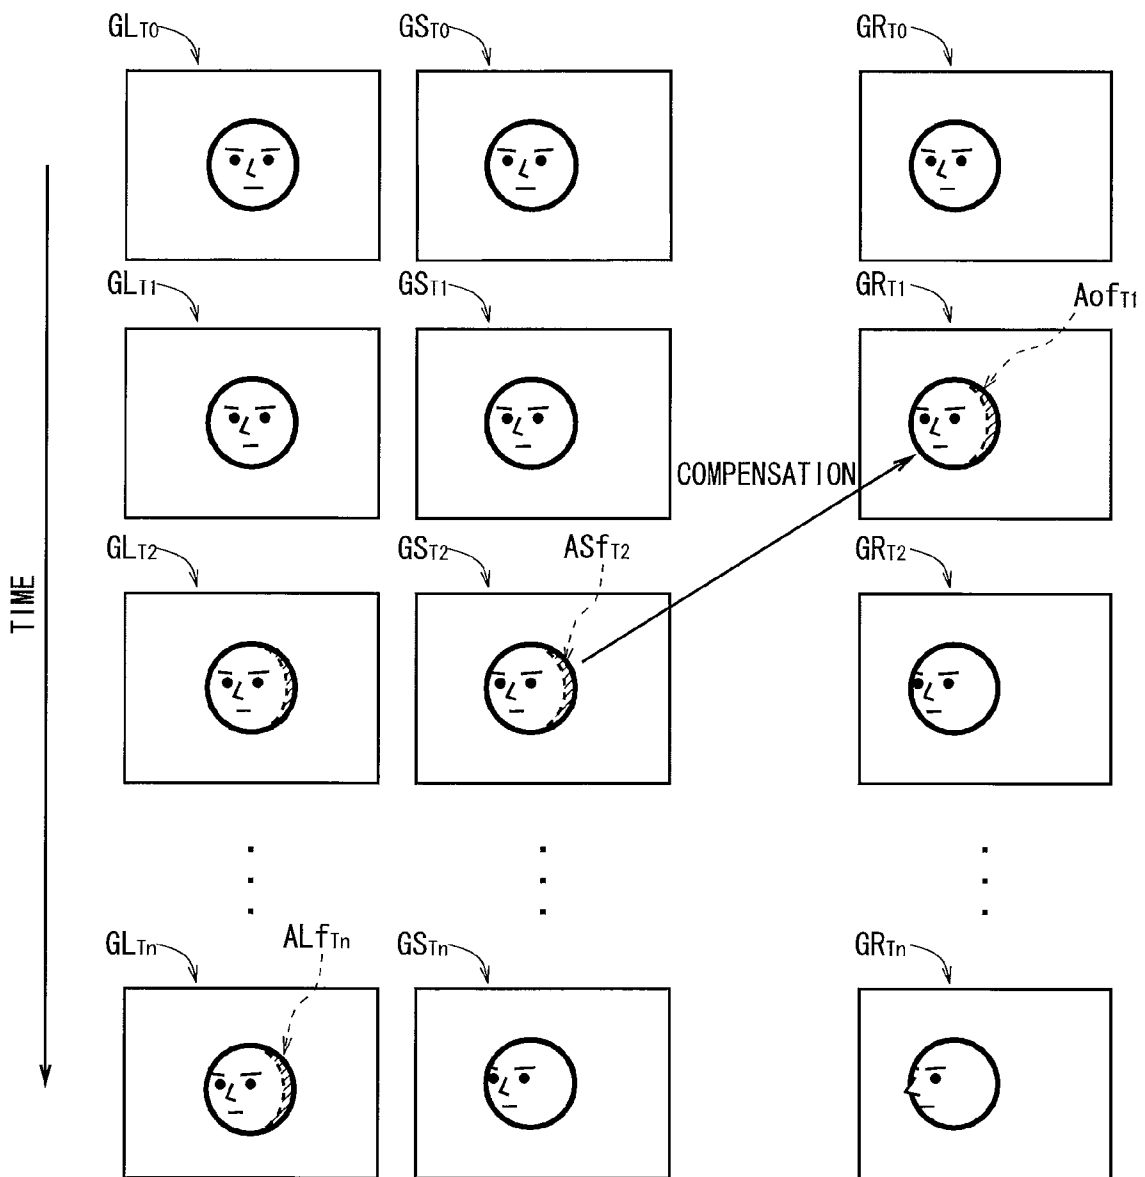 GLT0
GST0
GRT0
GLT1
GST1
GRT1
AofT1
COMPENSATION
GLT2
GST2
ASfT2
GRT2
TIME
GLTn
ALfTn
GSTn
GRTn